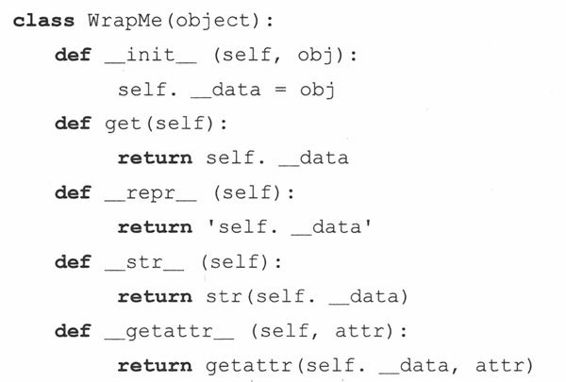 class WrapMe(object):
def __init__ (self, obj):
self. __data = obj
def get(self):
return self. __data
def __repr__ (self):
return 'self. __data'
def __str__ (self):
return str(self. __data)
def __getattr__ (self, attr):
return getattr(self. __data, attr)